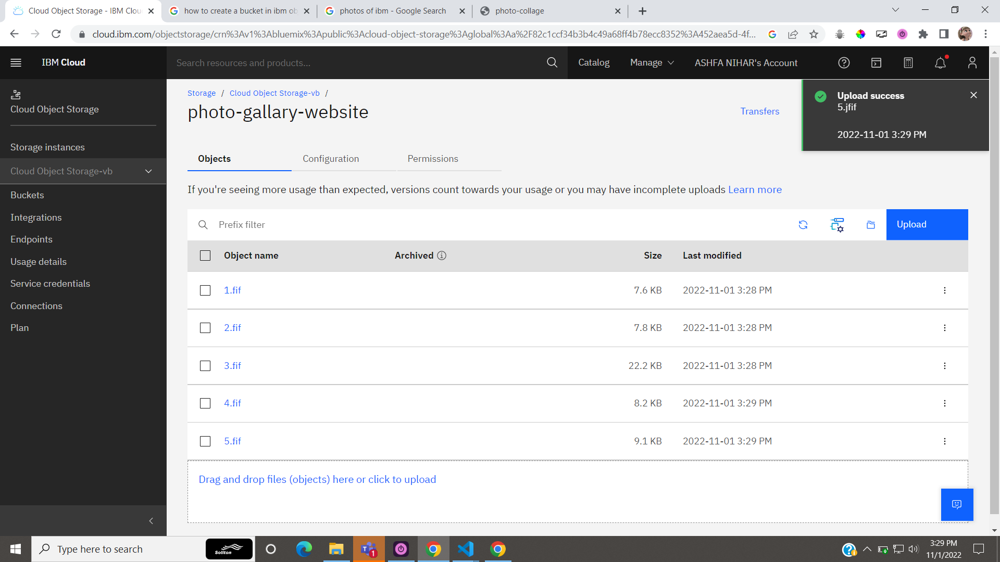 Cloud Object Storage - IBM Clou
how to create a bucket in ibm ob
photos of ibm - Google Search
photo-collage
cloud.ibm.com/objectstorage/crn%3Av1%3Abluemix%3Apublic%3Acloud-object-storage%3Aglobal%3Aa%2F82c1ccf34b3b4c49a68ff4b78ecc8352%3A452aea5d-4f...
IBM Cloud
Search resources and products...
Catalog
Manage
ASHFA NIHAR's Account
Cloud Object Storage
Storage instances
Cloud Object Storage-vb
Buckets
Integrations
Endpoints
Usage details
Service credentials
Connections
Plan
Storage / Cloud Object Storage-vb /
photo-gallary-website
Transfers
Upload success
5.jfif
2022-11-01 3:29 PM
Objects
Configuration
Permissions
If you're seeing more usage than expected, versions count towards your usage or you may have incomplete uploads Learn more
Prefix filter
Upload
Object name Archived Size Last modified
1.fif 7.6 KB 2022-11-01 3:28 PM
2.fif 7.8 KB 2022-11-01 3:28 PM
3.fif 22.2 KB 2022-11-01 3:28 PM
4.fif 8.2 KB 2022-11-01 3:29 PM
5.fif 9.1 KB 2022-11-01 3:29 PM
Drag and drop files (objects) here or click to upload
Type here to search
Soliton
1
3:29 PM
11/1/2022